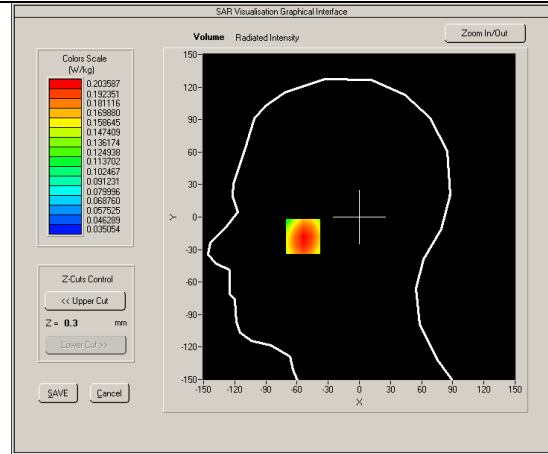 SAR Visualisation Graphical Interface
Volume Radiated Intensity
Zoom In/Out
Colors Scale
(W/kg)
0.203587
0.192351
0.181116
0.169880
0.158645
0.147409
0.136174
0.124938
0.113702
0.102467
0.091231
0.079996
0.068760
0.057525
0.046289
0.035054
Z-Cuts Control
<< Upper Cut
Z = 0.3 mm
Lower Cut >>
SAVE Cancel
150
120
90
60
30
0
-30
-60
-90
-120
-150
Y
-150 -120 -90 -60 -30 0 30 60 90 120 150
X